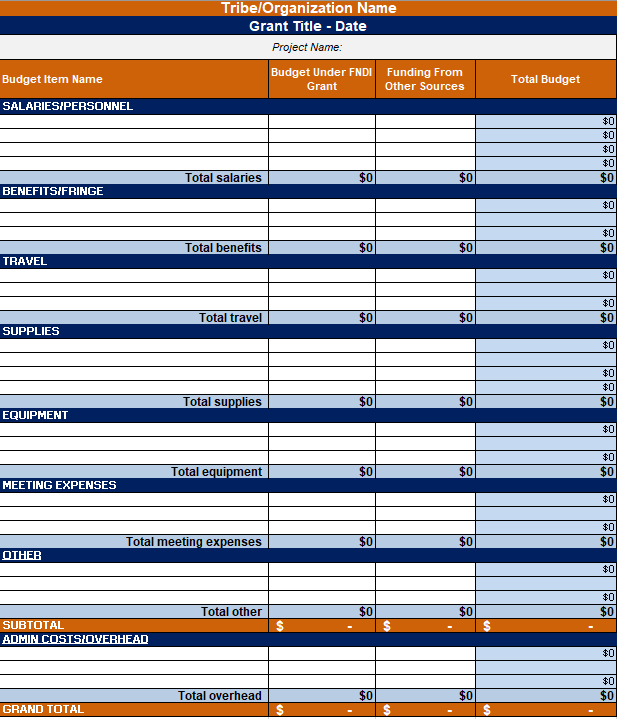 Tribe/Organization Name
Grant Title - Date
Project Name:
Budget Item Name
Budget Under FNDI
Grant
Funding From
Other Sources
Total Budget
SALARIES/PERSONNEL
$0
$0
$0
$0
Total salaries $0 $0 $0
BENEFITS/FRINGE
$0
$0
Total benefits $0 $0 $0
TRAVEL
$0
$0
Total travel $0 $0 $0
SUPPLIES
$0
$0
$0
Total supplies $0 $0 $0
EQUIPMENT
$0
$0
Total equipment $0 $0 $0
MEETING EXPENSES
$0
$0
Total meeting expenses $0 $0 $0
OTHER
$0
$0
Total other $0 $0 $0
SUBTOTAL $ - $ - $ -
ADMIN COSTS/OVERHEAD
$0
$0
Total overhead $0 $0 $0
GRAND TOTAL $ - $ - $ -